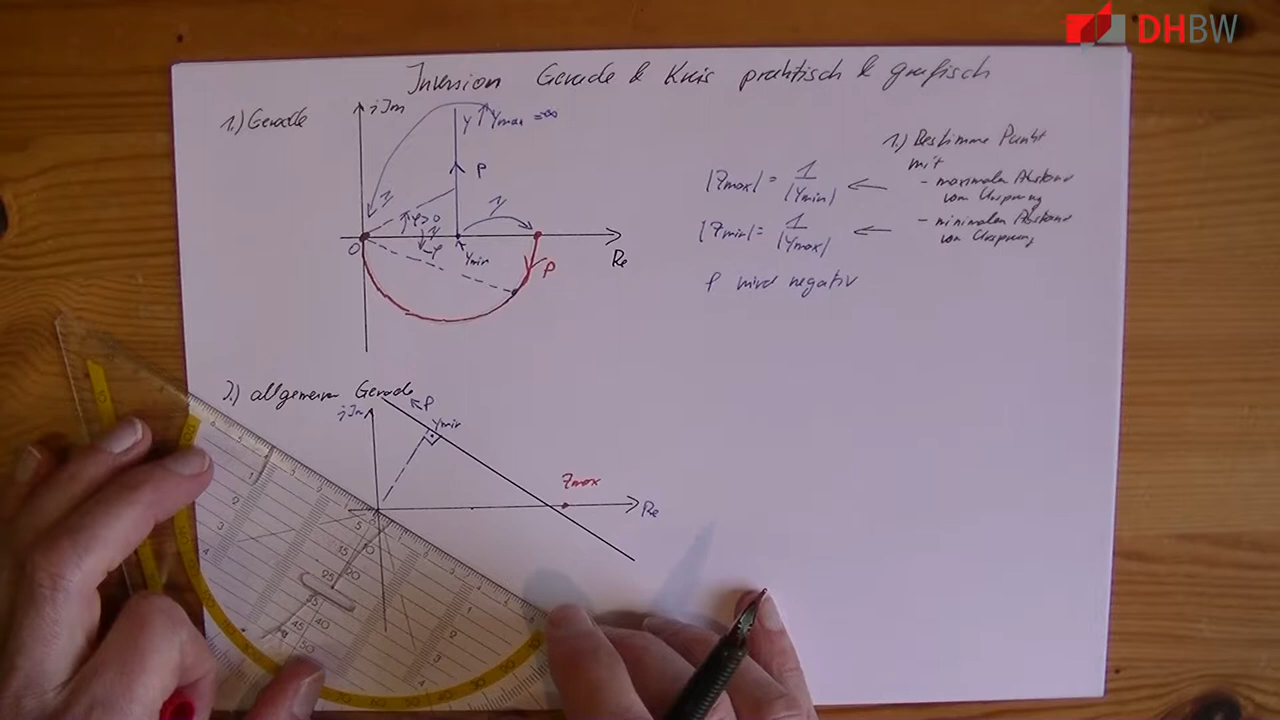 DHBW
Inversion Gerade & Kreis praktisch & grafisch
1.) Gerade
jIm
Y
Ymax = ∞
P
φ>0
-φ
0
Ymin
Re
P
|Zmax| = 1/|Ymin|
|Zmin| = 1/|Ymax|
φ wird negativ
1.) Bestimme Punkt
mit
- maximalen Abstand
vom Ursprung
- minimalen Abstand
vom Ursprung
2.) allgemeine Gerade
jIm
P
Ymin
Zmax
Re